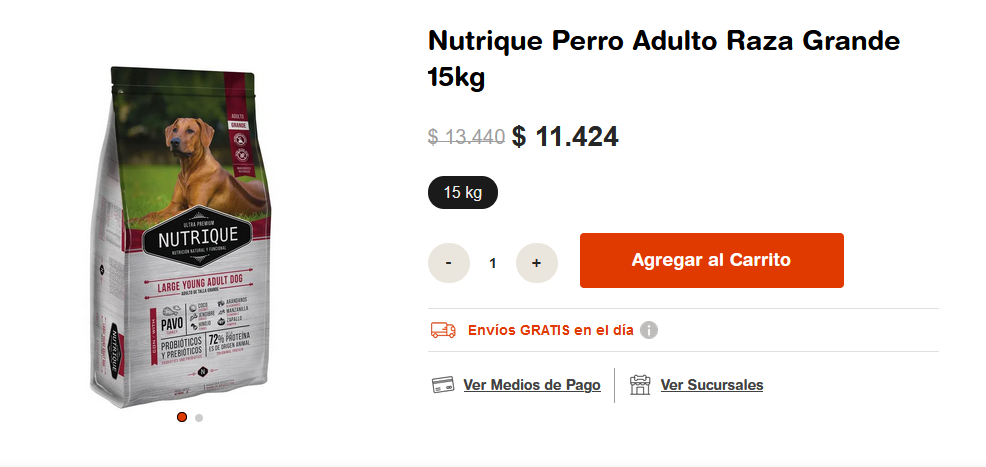 Nutrique Perro Adulto Raza Grande
15kg
$ 13.440 $ 11.424
15 kg
- 1 +
Agregar al Carrito
Envíos GRATIS en el día i
Ver Medios de Pago
Ver Sucursales
ADULTO
GRANDE
ULTRA PREMIUM
NUTRIQUE
NUTRICIÓN NATURAL Y FUNCIONAL
LARGE YOUNG ADULT DOG
ADULTO DE TALLA GRANDE
CON
PAVO
COCO
JENGIBRE
HINOJO
ARÁNDANOS
MANZANILLA
ZAPALLO
PROBIÓTICOS
Y PREBIÓTICOS
72% PROTEÍNA
ES DE ORIGEN ANIMAL
N
NUTRIQUE